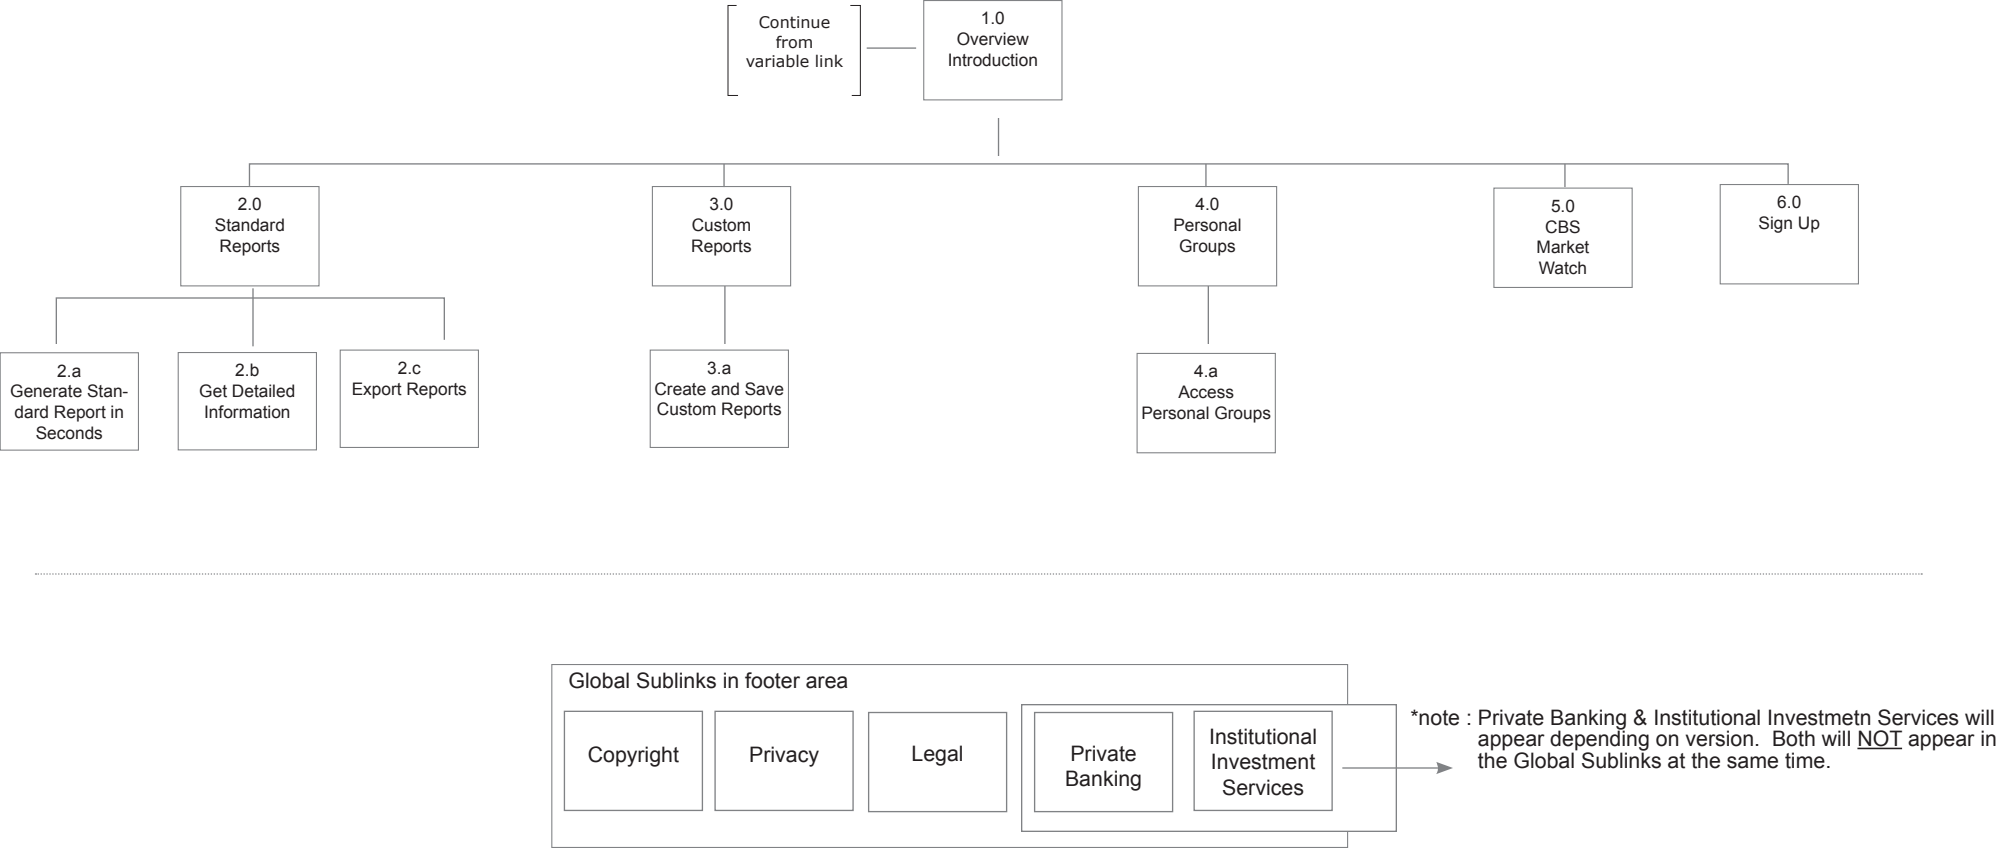 Continue
from
variable link
1.0
Overview
Introduction
2.0
Standard
Reports
3.0
Custom
Reports
4.0
Personal
Groups
5.0
CBS
Market
Watch
6.0
Sign Up
2.a
Generate Stan-
dard Report in
Seconds
2.b
Get Detailed
Information
2.c
Export Reports
3.a
Create and Save
Custom Reports
4.a
Access
Personal Groups
Global Sublinks in footer area
Copyright
Privacy
Legal
Private
Banking
Institutional
Investment
Services
*note : Private Banking & Institutional Investmetn Services will
appear depending on version. Both will NOT appear in
the Global Sublinks at the same time.